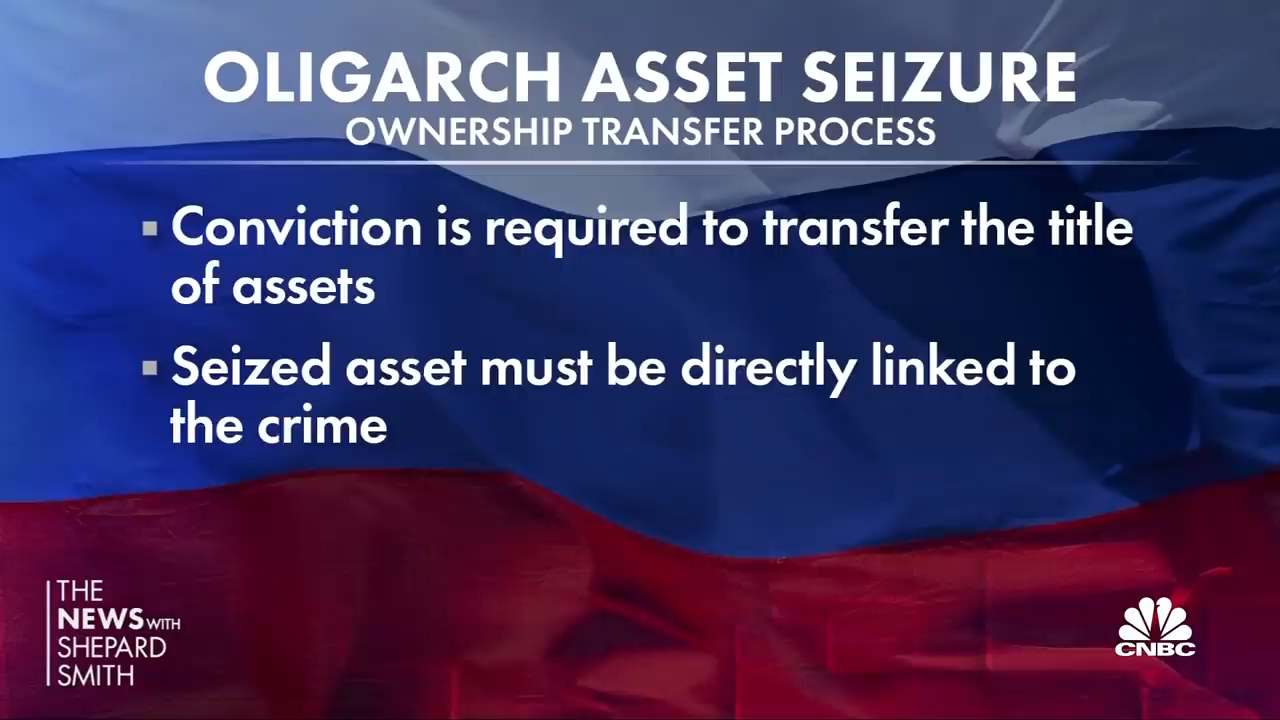 OLIGARCH ASSET SEIZURE
OWNERSHIP TRANSFER PROCESS
▪ Conviction is required to transfer the title
of assets
▪ Seized asset must be directly linked to
the crime
THE
NEWS WITH
SHEPARD
SMITH
CNBC